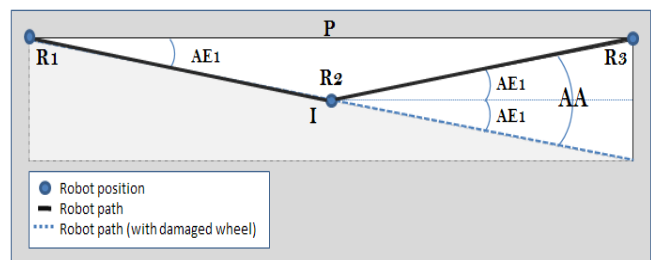 P
R1
AE1
R2
R3
AE1
AA
I
AE1
Robot position
Robot path
Robot path (with damaged wheel)